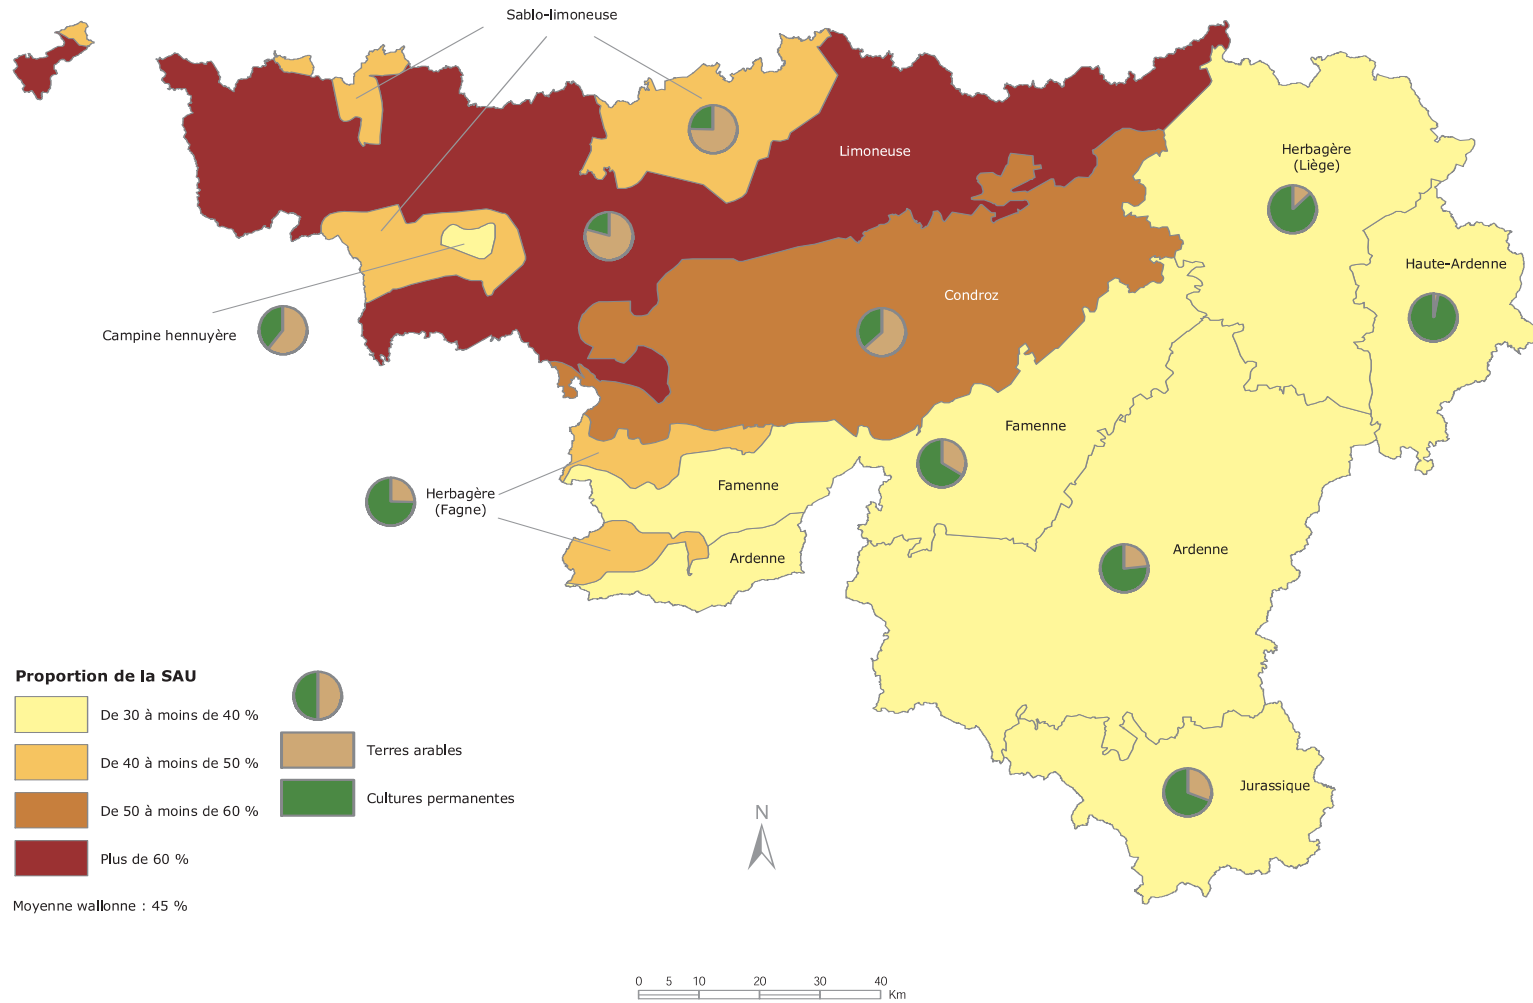 Sablo-limoneuse
Limoneuse
Herbagère
(Liège)
Haute-Ardenne
Condroz
Campine hennuyère
Famenne
Famenne
Herbagère
(Fagne)
Ardenne
Ardenne
Jurassique
Proportion de la SAU
De 30 à moins de 40 %
De 40 à moins de 50 %
De 50 à moins de 60 %
Plus de 60 %
Moyenne wallonne : 45 %
Terres arables
Cultures permanentes
N
0 5 10 20 30 40
Km